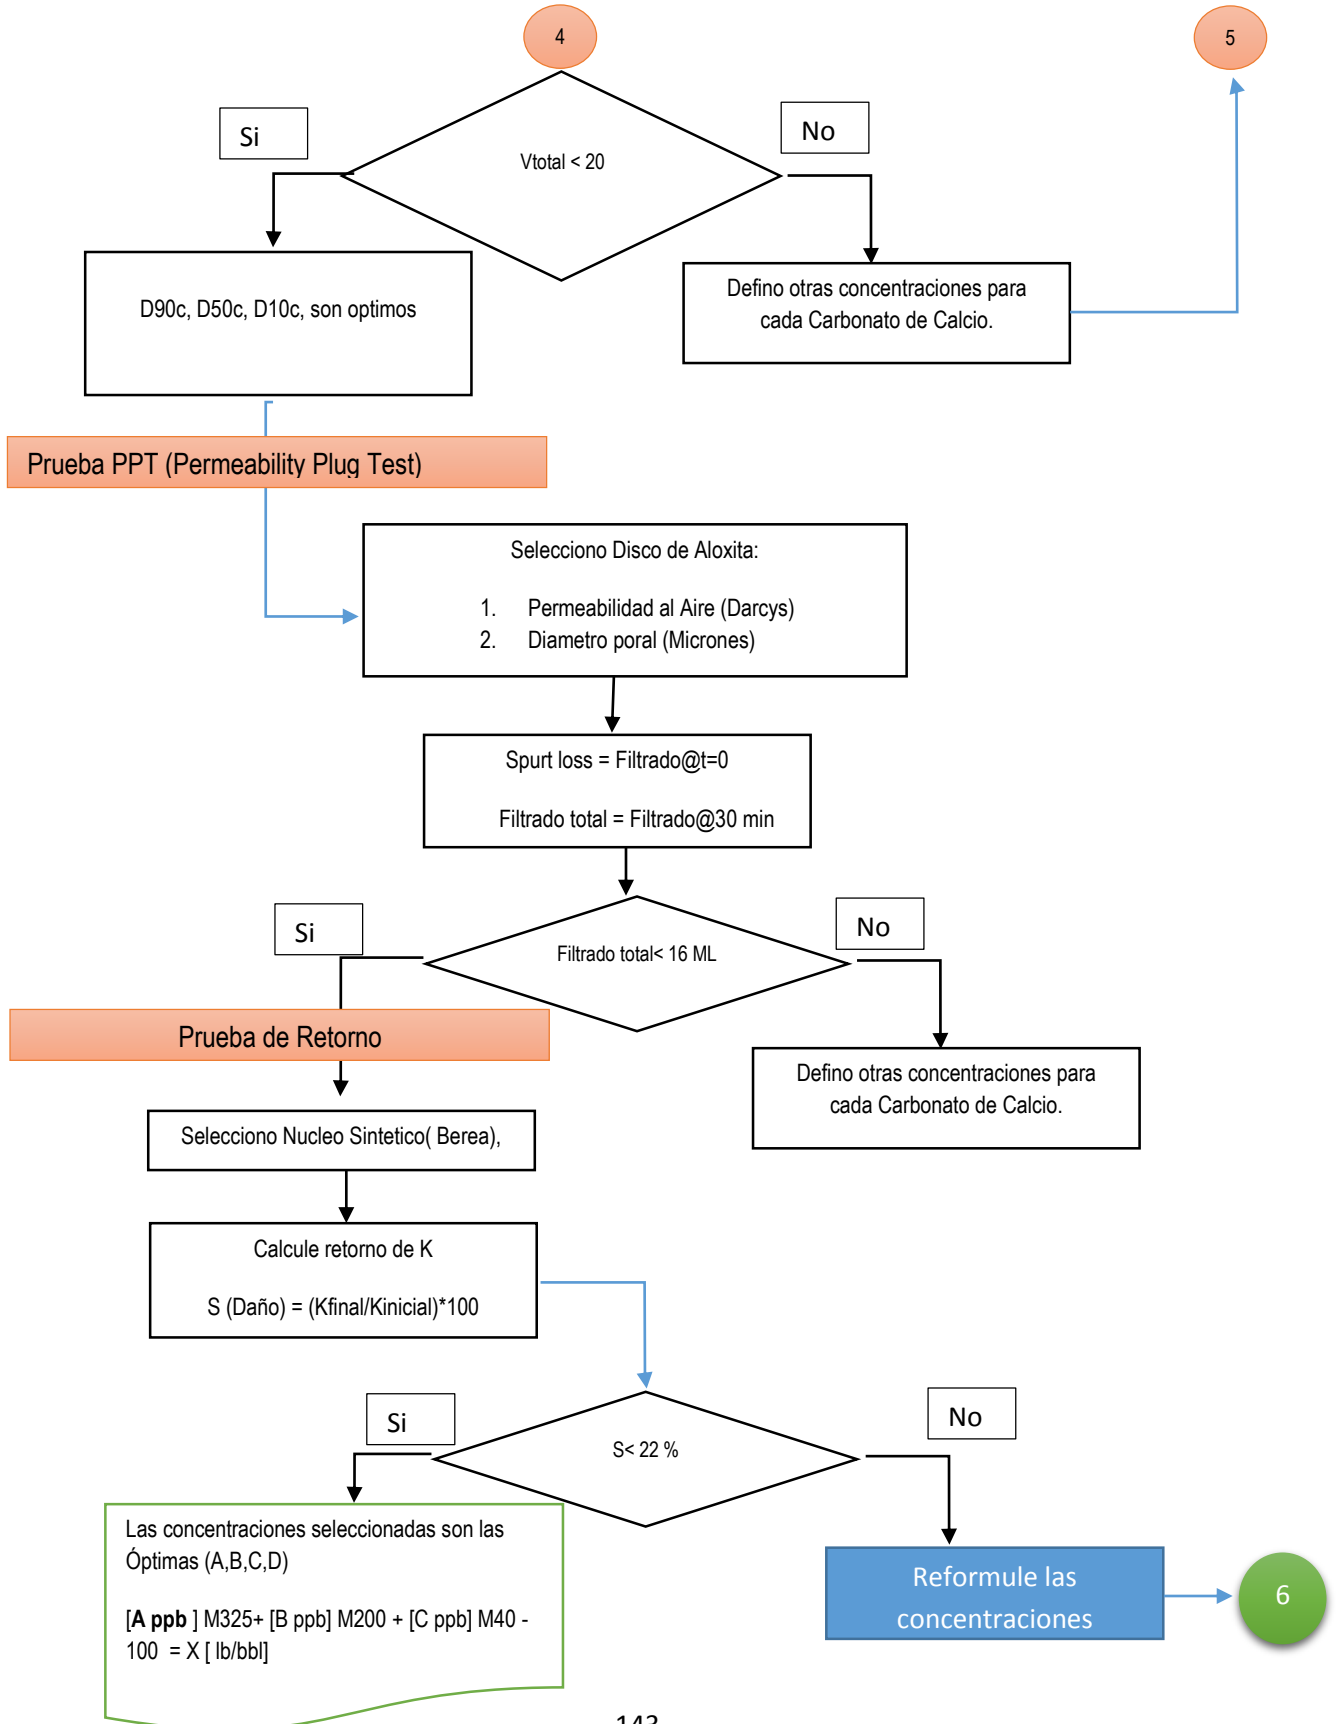 4
5
Si
No
Vtotal < 20
D90c, D50c, D10c, son optimos
Defino otras concentraciones para
cada Carbonato de Calcio.
Prueba PPT (Permeability Plug Test)
Selecciono Disco de Aloxita:
1. Permeabilidad al Aire (Darcys)
2. Diametro poral (Micrones)
Spurt loss = Filtrado@t=0
Filtrado total = Filtrado@30 min
Si
No
Filtrado total< 16 ML
Prueba de Retorno
Defino otras concentraciones para
cada Carbonato de Calcio.
Selecciono Nucleo Sintetico( Berea),
Calcule retorno de K
S (Daño) = (Kfinal/Kinicial)*100
Si
No
S< 22 %
Las concentraciones seleccionadas son las
Óptimas (A,B,C,D)
[A ppb ] M325+ [B ppb] M200 + [C ppb] M40 -
100 = X [ lb/bbl]
Reformule las
concentraciones
6
143